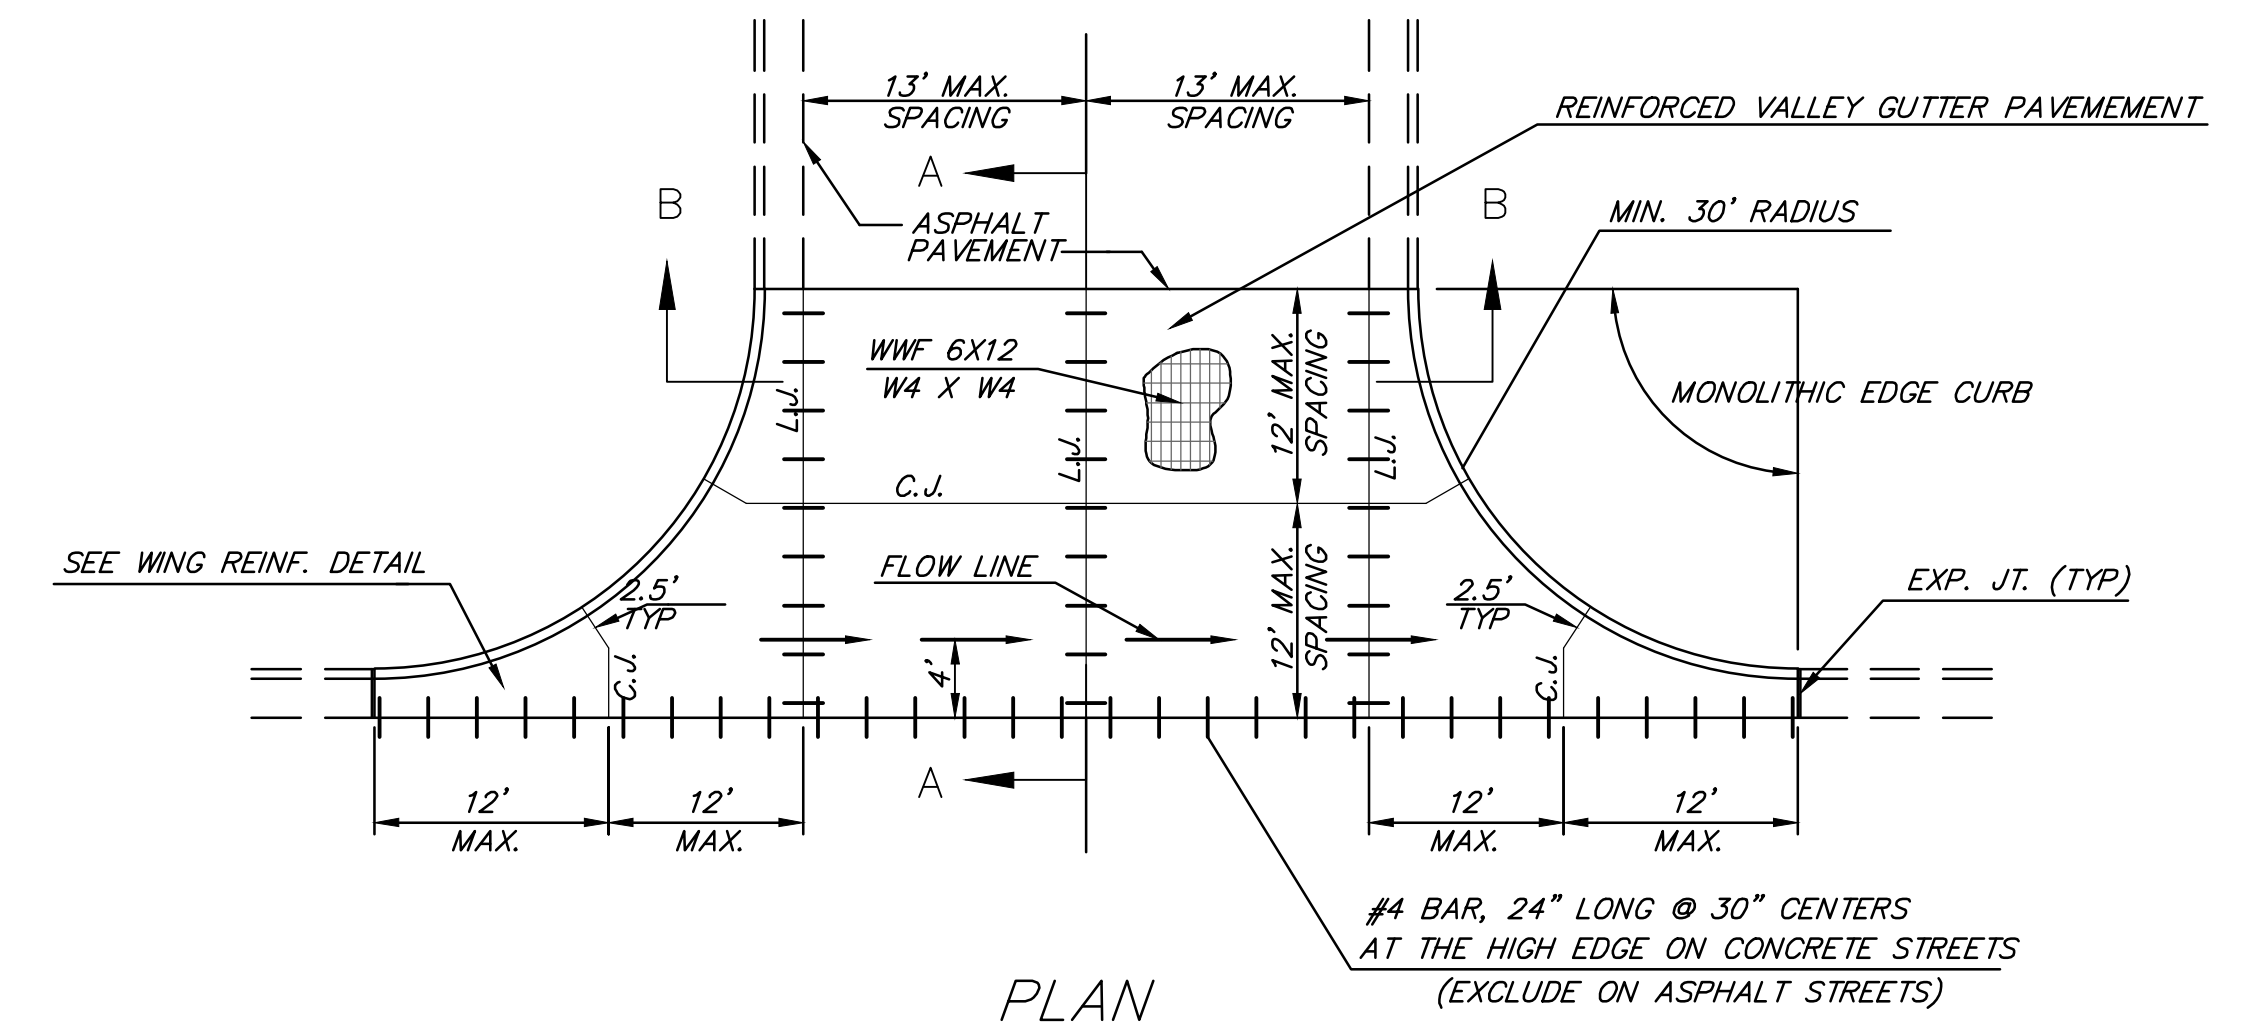 13' MAX.
SPACING
13' MAX.
SPACING
REINFORCED VALLEY GUTTER PAVEMEMENT
A
B
B
MIN. 30' RADIUS
ASPHALT
PAVEMENT
WWF 6X12
W4 X W4
12' MAX.
SPACING
MONOLITHIC EDGE CURB
L.J.
L.J.
L.J.
C.J.
SEE WING REINF. DETAIL
2.5'
TYP
FLOW LINE
12' MAX.
SPACING
2.5'
TYP
EXP. JT. (TYP)
C.J.
4'
C.J.
A
12'
MAX.
12'
MAX.
12'
MAX.
12'
MAX.
#4 BAR, 24" LONG @ 30" CENTERS
AT THE HIGH EDGE ON CONCRETE STREETS
(EXCLUDE ON ASPHALT STREETS)
PLAN